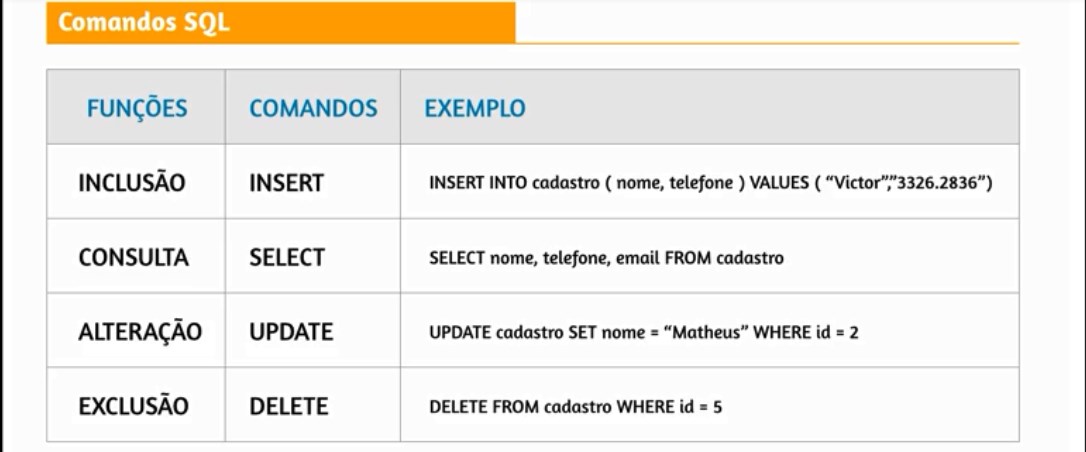 Comandos SQL
FUNÇÕES COMANDOS EXEMPLO
INCLUSÃO INSERT INSERT INTO cadastro ( nome, telefone ) VALUES ( “Victor”,”3326.2836”)
CONSULTA SELECT SELECT nome, telefone, email FROM cadastro
ALTERAÇÃO UPDATE UPDATE cadastro SET nome = “Matheus” WHERE id = 2
EXCLUSÃO DELETE DELETE FROM cadastro WHERE id = 5